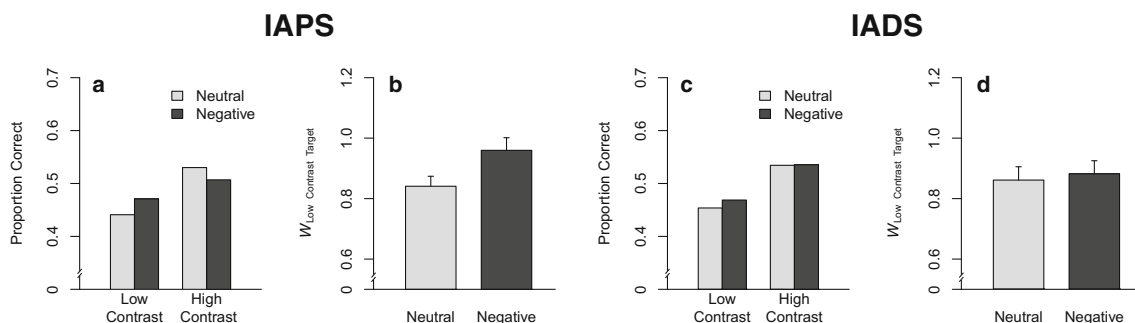 IAPS
IADS
a
Proportion Correct
0.7
0.6
0.5
0.4
0
Neutral
Negative
Low Contrast
High Contrast
b
W Low Contrast Target
1.2
1.0
0.8
0.6
0
Neutral
Negative
c
Proportion Correct
0.7
0.6
0.5
0.4
0
Neutral
Negative
Low Contrast
High Contrast
d
W Low Contrast Target
1.2
1.0
0.8
0.6
0
Neutral
Negative